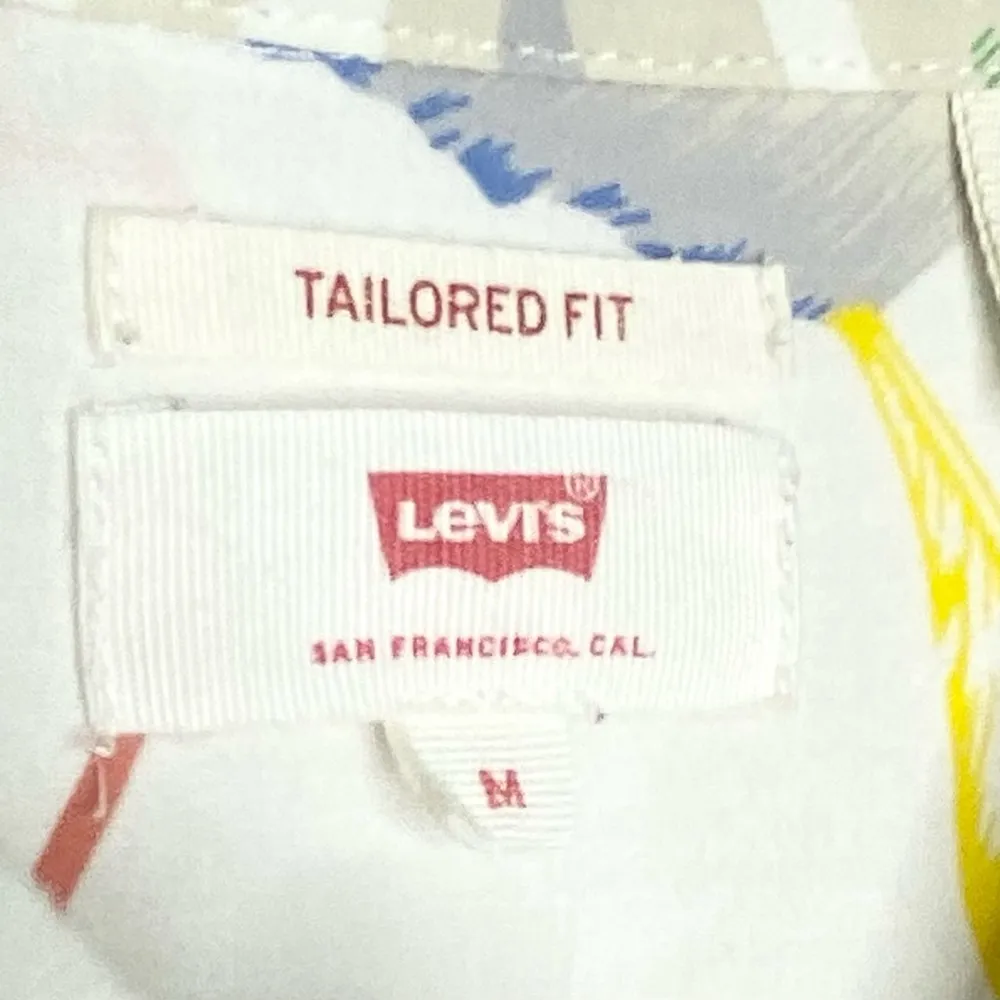 TAILORED FIT
LEVI'S ®
SAN FRANCISCO, CAL.
M